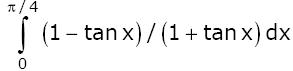 π/4
∫ (1 – tan x) / (1 + tan x) dx
0